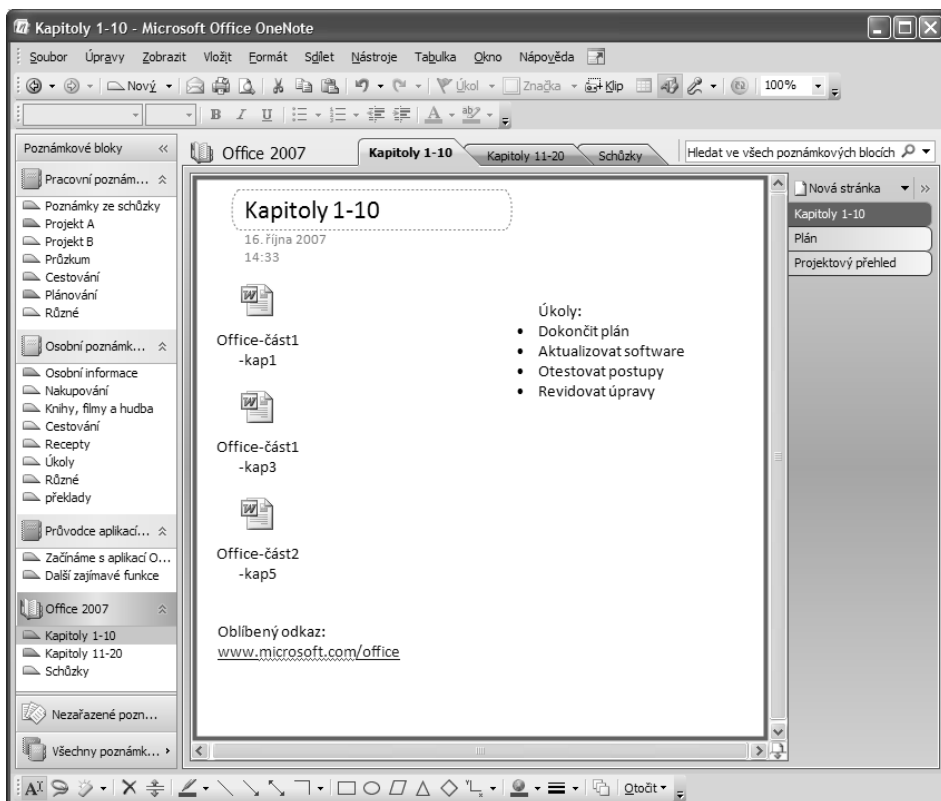 Kapitoly 1-10 - Microsoft Office OneNote
Soubor Úpravy Zobrazit Vložit Formát Sdílet Nástroje Tabulka Okno Nápověda
Nový Úkol Značka Klip 100%
B I U A ab
Poznámkové bloky
Office 2007 Kapitoly 1-10 Kapitoly 11-20 Schůzky Hledat ve všech poznámkových blocích
Pracovní poznám...
Poznámky ze schůzky
Projekt A
Projekt B
Průzkum
Cestování
Plánování
Různé
Osobní poznámk...
Osobní informace
Nakupování
Knihy, filmy a hudba
Cestování
Recepty
Úkoly
Různé
překlady
Průvodce aplikací...
Začínáme s aplikací O...
Další zajímavé funkce
Office 2007
Kapitoly 1-10
Kapitoly 11-20
Schůzky
Nezařazené pozn...
Všechny poznámk...
Kapitoly 1-10
16. října 2007
14:33
Office-část1
-kap1
Office-část1
-kap3
Office-část2
-kap5
Oblíbený odkaz:
www.microsoft.com/office
Úkoly:
• Dokončit plán
• Aktualizovat software
• Otestovat postupy
• Revidovat úpravy
Nová stránka
Kapitoly 1-10
Plán
Projektový přehled
Otočit